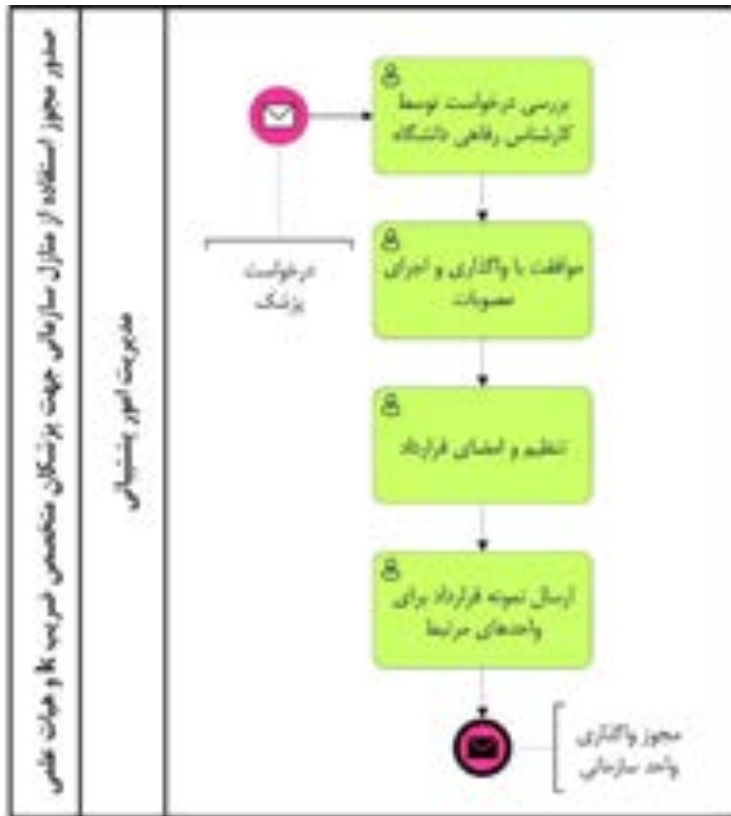 صدور مجوز استفاده از منازل سازمانی جهت پزشکان متخصص ضریب k و هیات علمی
مدیریت امور پشتیبانی
بررسی درخواست توسط
کارشناس رفاهی دانشگاه
درخواست
پزشک
موافقت با واگذاری و اجرای
مصوبات
تنظیم و امضای قرارداد
ارسال نمونه قرارداد برای
واحدهای مرتبط
مجوز واگذاری
واحد سازمانی